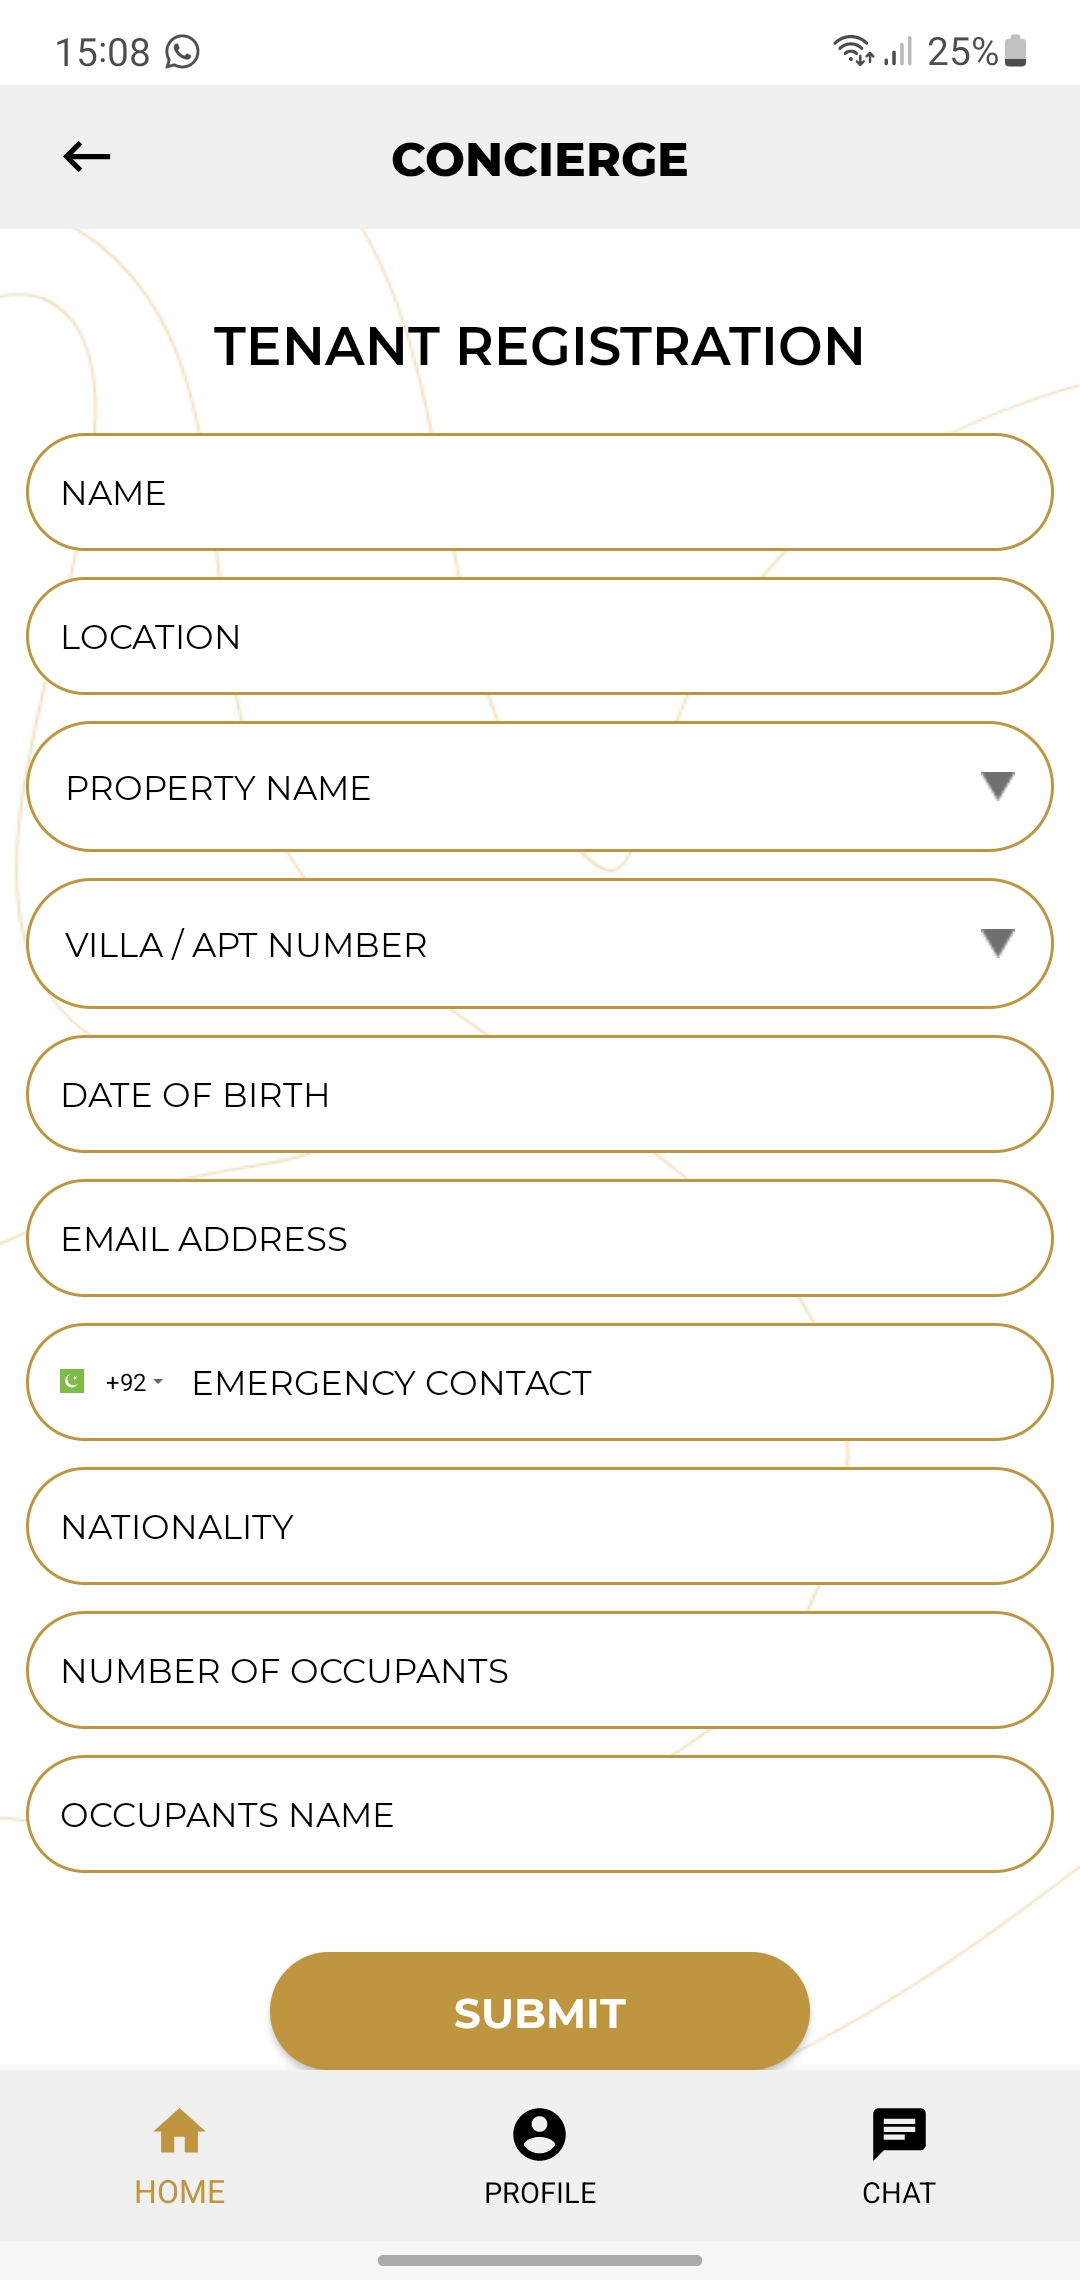 15:08
25%
CONCIERGE
TENANT REGISTRATION
NAME
LOCATION
PROPERTY NAME
VILLA / APT NUMBER
DATE OF BIRTH
EMAIL ADDRESS
+92 EMERGENCY CONTACT
NATIONALITY
NUMBER OF OCCUPANTS
OCCUPANTS NAME
SUBMIT
HOME
PROFILE
CHAT